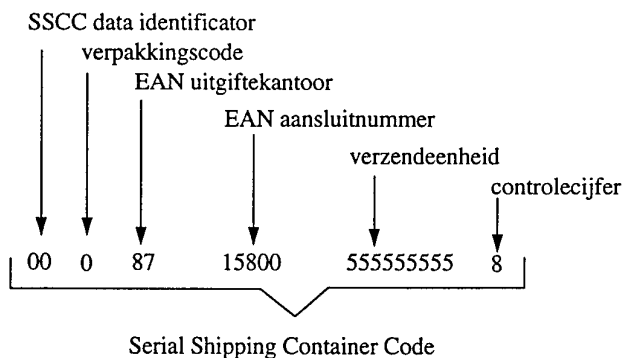 SSCC data identificator
verpakkingscode
EAN uitgiftekantoor
EAN aansluitnummer
verzendeenheid
controlecijfer
00 0 87 15800 555555555 8
Serial Shipping Container Code